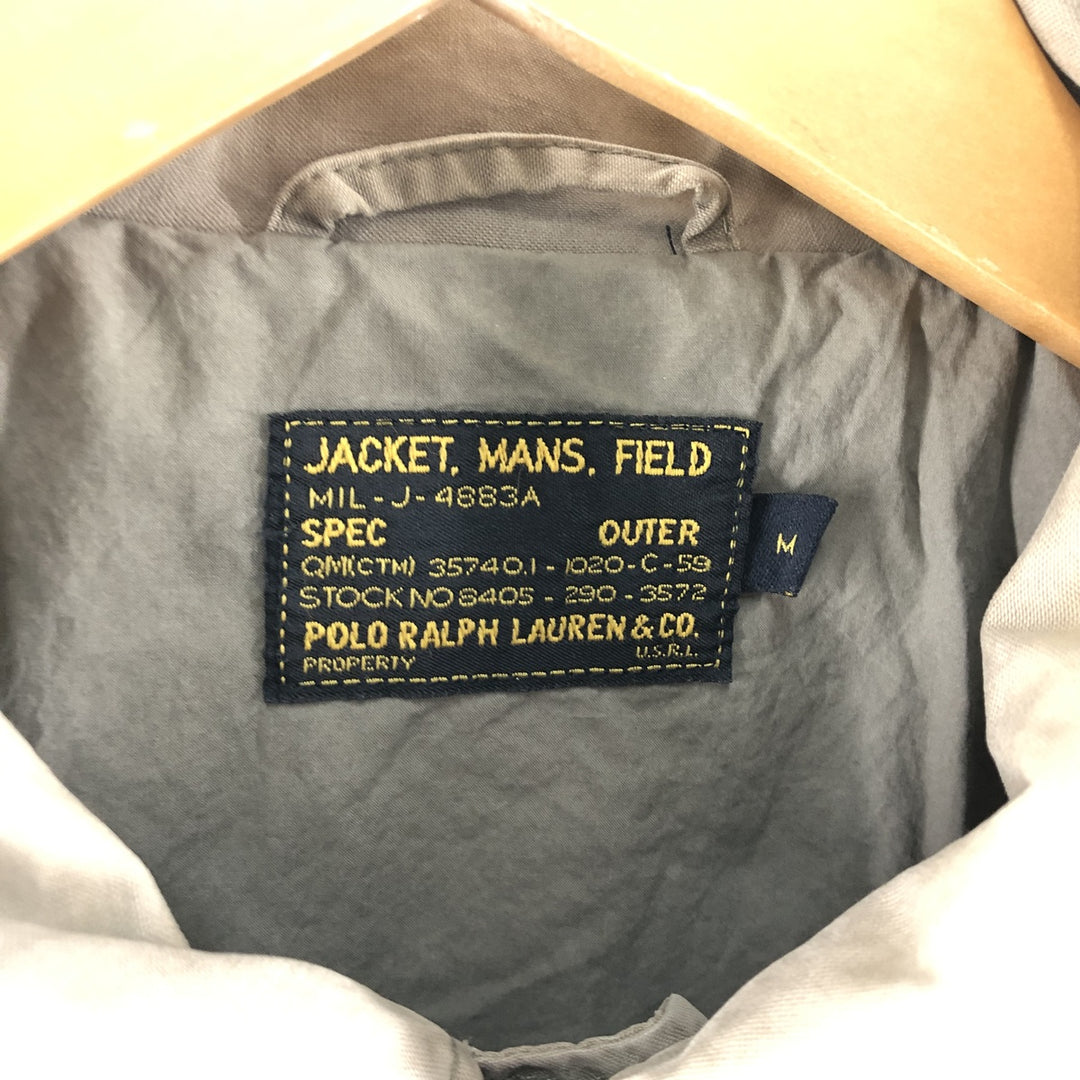 JACKET, MANS, FIELD
MIL-J-4883A
SPEC OUTER
QM(CTM) 35740.1-1020-C-59
STOCK NO 8405-290-3572
POLO RALPH LAUREN & CO.
PROPERTY U.S.R.L.
M